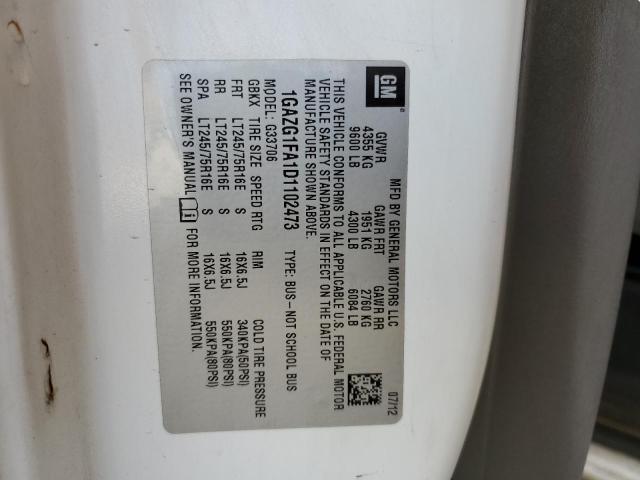 GM
MFD BY GENERAL MOTORS LLC 07/12
GVWR GAWR FRT GAWR RR
4355 KG 1951 KG 2760 KG
9600 LB 4300 LB 6084 LB
THIS VEHICLE CONFORMS TO ALL APPLICABLE U.S. FEDERAL MOTOR
VEHICLE SAFETY STANDARDS IN EFFECT ON THE DATE OF
MANUFACTURE SHOWN ABOVE.
1GAZG1FA1D1102473 TYPE: BUS-NOT SCHOOL BUS
MODEL: G33706
GBKX TIRE SIZE SPEED RTG RIM COLD TIRE PRESSURE
FRT LT245/75R16E S 16X6.5J 340KPA(50PSI)
RR LT245/75R16E S 16X6.5J 550KPA(80PSI)
SPA LT245/75R16E S 16X6.5J 550KPA(80PSI)
SEE OWNER'S MANUAL FOR MORE INFORMATION.